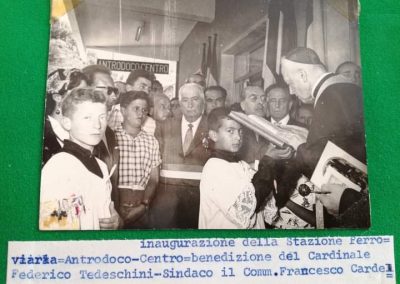 ANTRODOCO-CENTRO
inaugurazione della Stazione Ferro=
viaria=Antrodoco-Centro=benedizione del Cardinale
Federico Tedeschini-Sindaco il Comm.Francesco Cardel